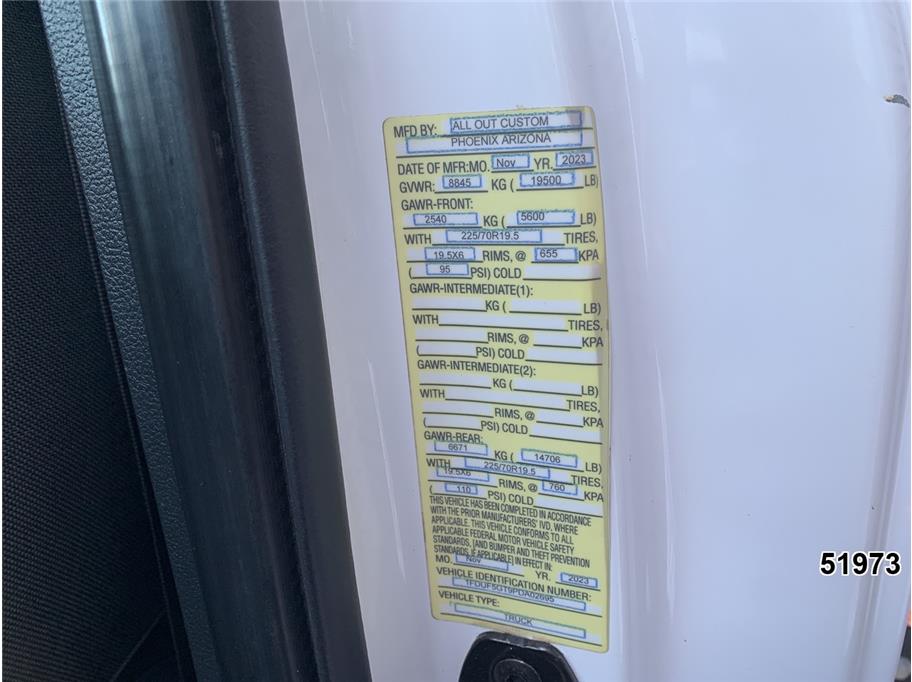 MFD BY: ALL OUT CUSTOM
PHOENIX ARIZONA
DATE OF MFR:MO. Nov YR. 2023
GVWR: 8845 KG ( 19500 LB)
GAWR-FRONT:
2540 KG ( 5600 LB)
WITH 225/70R19.5 TIRES,
19.5X6 RIMS, @ 655 KPA
( 95 PSI) COLD
GAWR-INTERMEDIATE(1):
KG ( LB)
WITH TIRES,
RIMS, @ KPA
( PSI) COLD
GAWR-INTERMEDIATE(2):
KG ( LB)
WITH TIRES,
RIMS, @ KPA
( PSI) COLD
GAWR-REAR:
6671 KG ( 14706 LB)
WITH 225/70R19.5 TIRES,
19.5X6 RIMS, @ 760 KPA
( 110 PSI) COLD
THIS VEHICLE HAS BEEN COMPLETED IN ACCORDANCE
WITH THE PRIOR MANUFACTURERS' IVD, WHERE
APPLICABLE. THIS VEHICLE CONFORMS TO ALL
APPLICABLE FEDERAL MOTOR VEHICLE SAFETY
STANDARDS, (AND BUMPER AND THEFT PREVENTION
STANDARDS, IF APPLICABLE) IN EFFECT IN:
MO. Nov YR. 2023
VEHICLE IDENTIFICATION NUMBER:
1FDUF5GT9PDA02695
VEHICLE TYPE:
TRUCK
51973